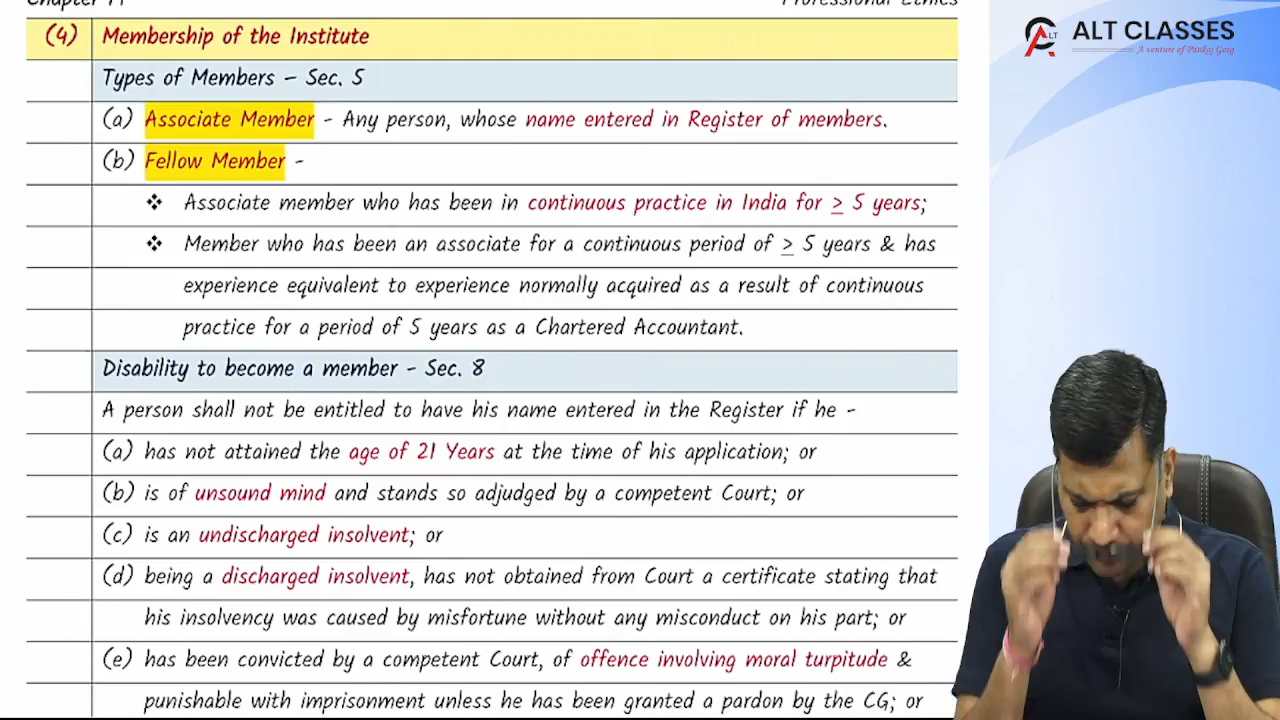 Chapter 14
Professional Ethics
(4) Membership of the Institute
Types of Members – Sec. 5
(a) Associate Member - Any person, whose name entered in Register of members.
(b) Fellow Member -
❖ Associate member who has been in continuous practice in India for ≥ 5 years;
❖ Member who has been an associate for a continuous period of ≥ 5 years & has
experience equivalent to experience normally acquired as a result of continuous
practice for a period of 5 years as a Chartered Accountant.
Disability to become a member - Sec. 8
A person shall not be entitled to have his name entered in the Register if he -
(a) has not attained the age of 21 Years at the time of his application; or
(b) is of unsound mind and stands so adjudged by a competent Court; or
(c) is an undischarged insolvent; or
(d) being a discharged insolvent, has not obtained from Court a certificate stating that
his insolvency was caused by misfortune without any misconduct on his part; or
(e) has been convicted by a competent Court, of offence involving moral turpitude &
punishable with imprisonment unless he has been granted a pardon by the CG; or
ALT
ALT CLASSES
A venture of Pankaj Garg